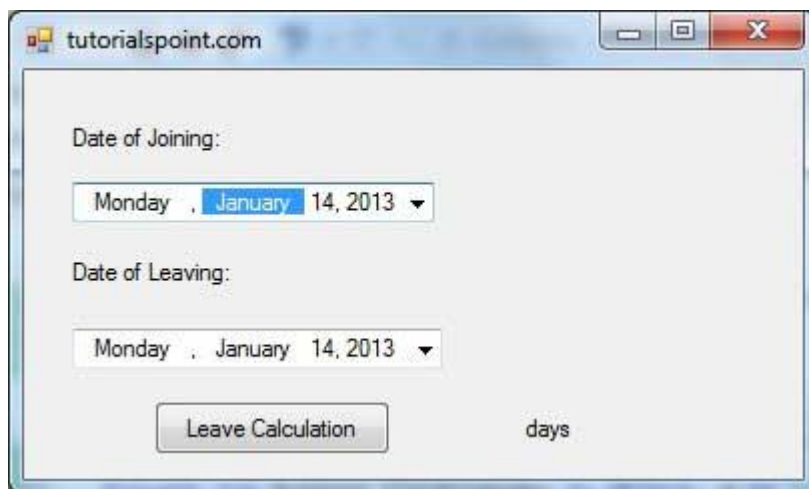 tutorialspoint.com
Date of Joining:
Monday , January 14, 2013
Date of Leaving:
Monday , January 14, 2013
Leave Calculation days